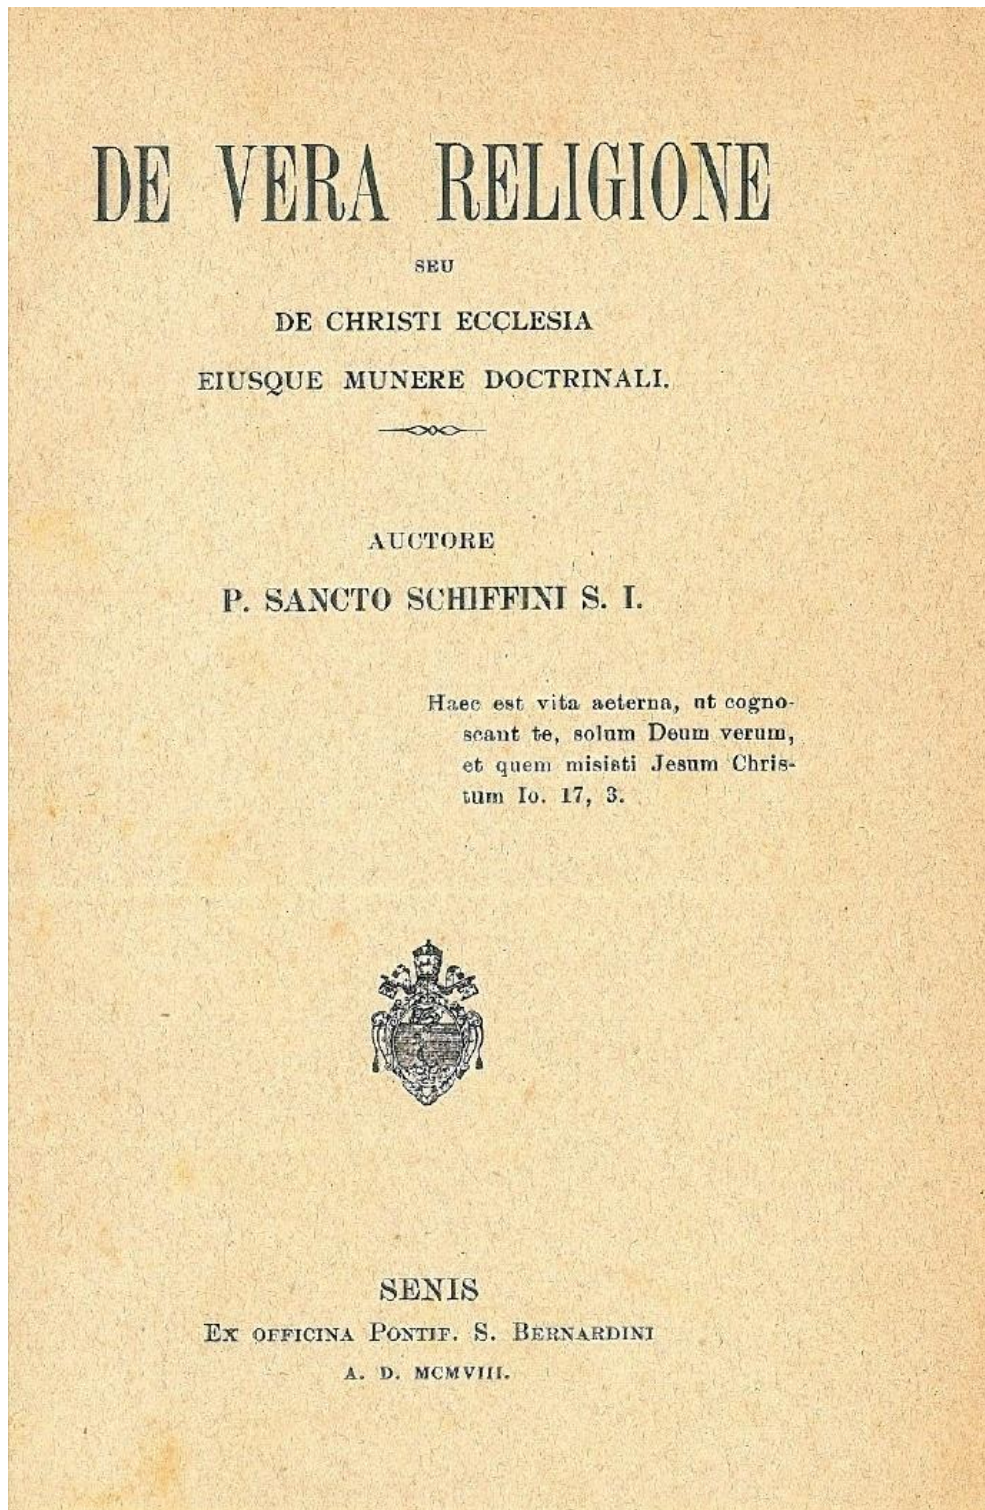 DE VERA RELIGIONE
SEU
DE CHRISTI ECCLESIA
EIUSQUE MUNERE DOCTRINALI.
AUCTORE
P. SANCTO SCHIFFINI S. I.
Haec est vita aeterna, ut cogno-
scant te, solum Deum verum,
et quem misisti Jesum Chris-
tum Io. 17, 3.
SENIS
EX OFFICINA PONTIF. S. BERNARDINI
A. D. MCMVIII.